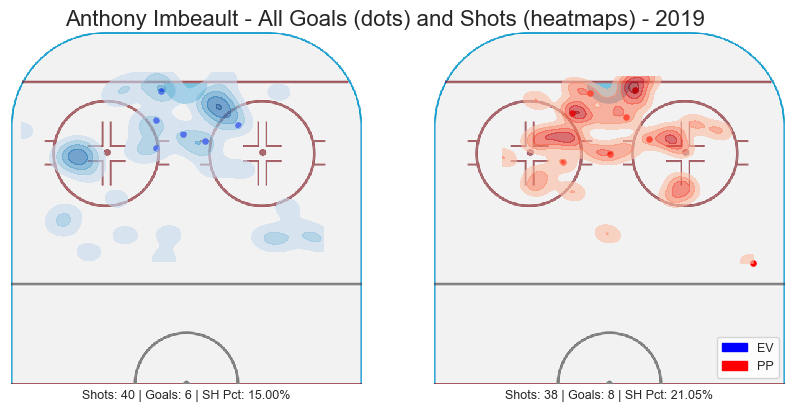 Anthony Imbeault - All Goals (dots) and Shots (heatmaps) - 2019
EV
PP
Shots: 40 | Goals: 6 | SH Pct: 15.00%
Shots: 38 | Goals: 8 | SH Pct: 21.05%